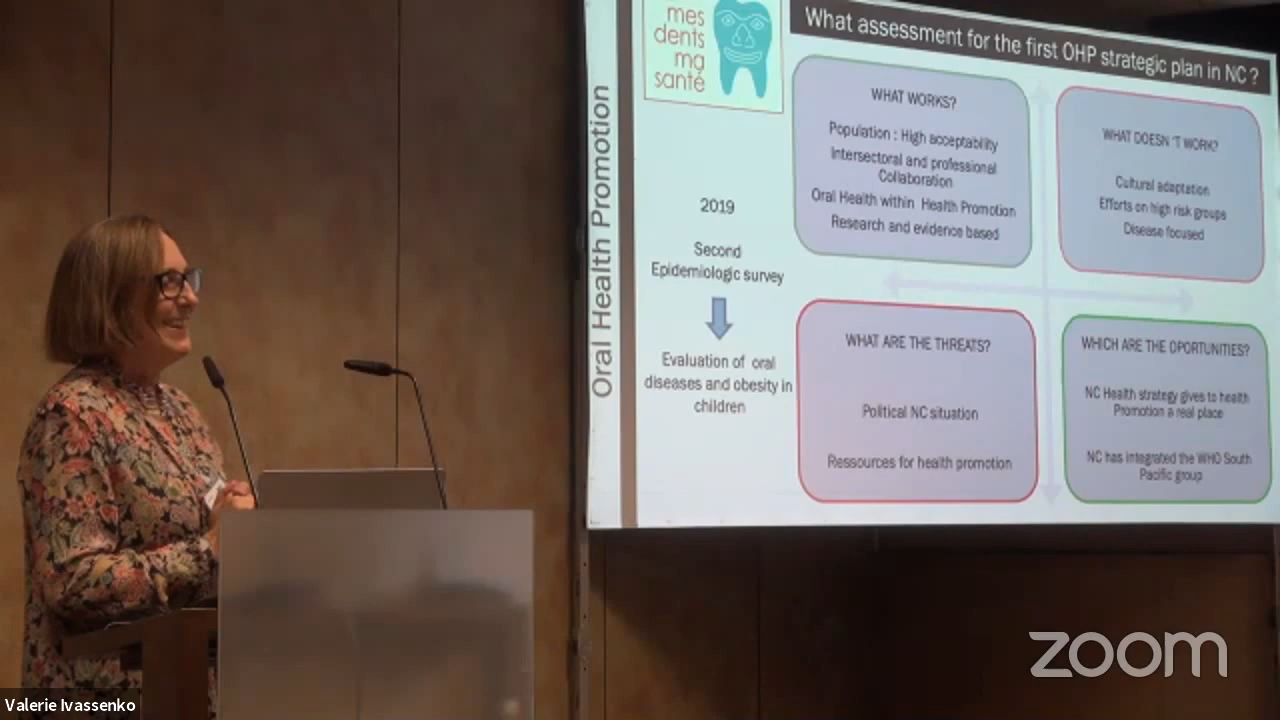 mes
dents
ma
santé
Oral Health Promotion
What assessment for the first OHP strategic plan in NC ?
2019
Second
Epidemiologic survey
Evaluation of oral
diseases and obesity in
children
WHAT WORKS?
Population : High acceptability
Intersectoral and professional
Collaboration
Oral Health within Health Promotion
Research and evidence based
WHAT DOESN 'T WORK?
Cultural adaptation
Efforts on high risk groups
Disease focused
WHAT ARE THE THREATS?
Political NC situation
Ressources for health promotion
WHICH ARE THE OPORTUNITIES?
NC Health strategy gives to health
Promotion a real place
NC has integrated the WHO South
Pacific group
zoom
Valerie Ivassenko